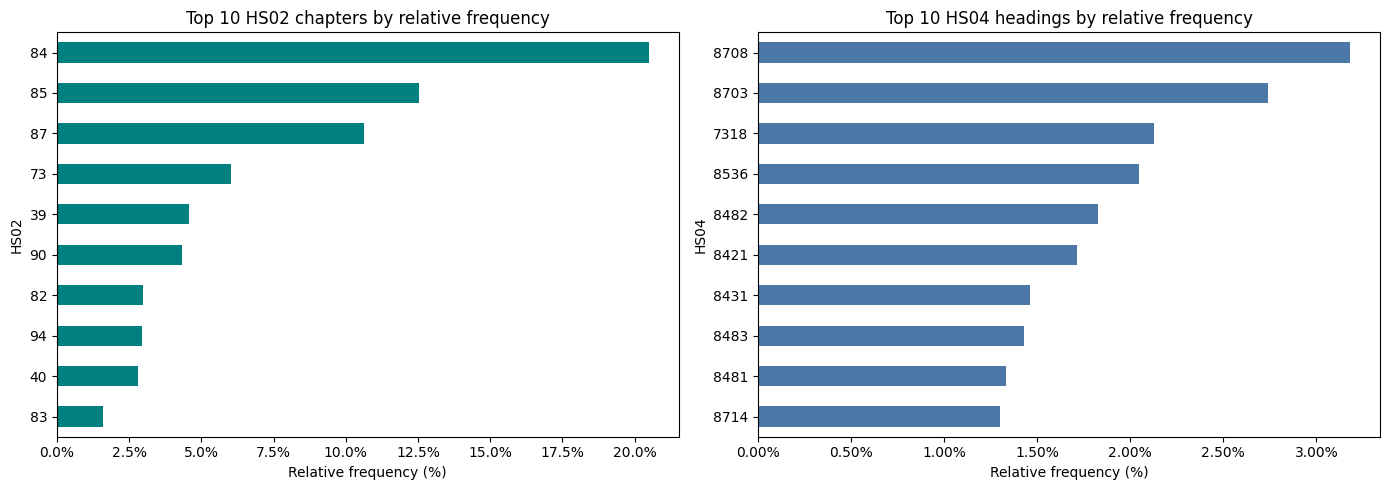 Top 10 HS02 chapters by relative frequency
HS02
84
85
87
73
39
90
82
94
40
83
0.0% 2.5% 5.0% 7.5% 10.0% 12.5% 15.0% 17.5% 20.0%
Relative frequency (%)
Top 10 HS04 headings by relative frequency
HS04
8708
8703
7318
8536
8482
8421
8431
8483
8481
8714
0.00% 0.50% 1.00% 1.50% 2.00% 2.50% 3.00%
Relative frequency (%)